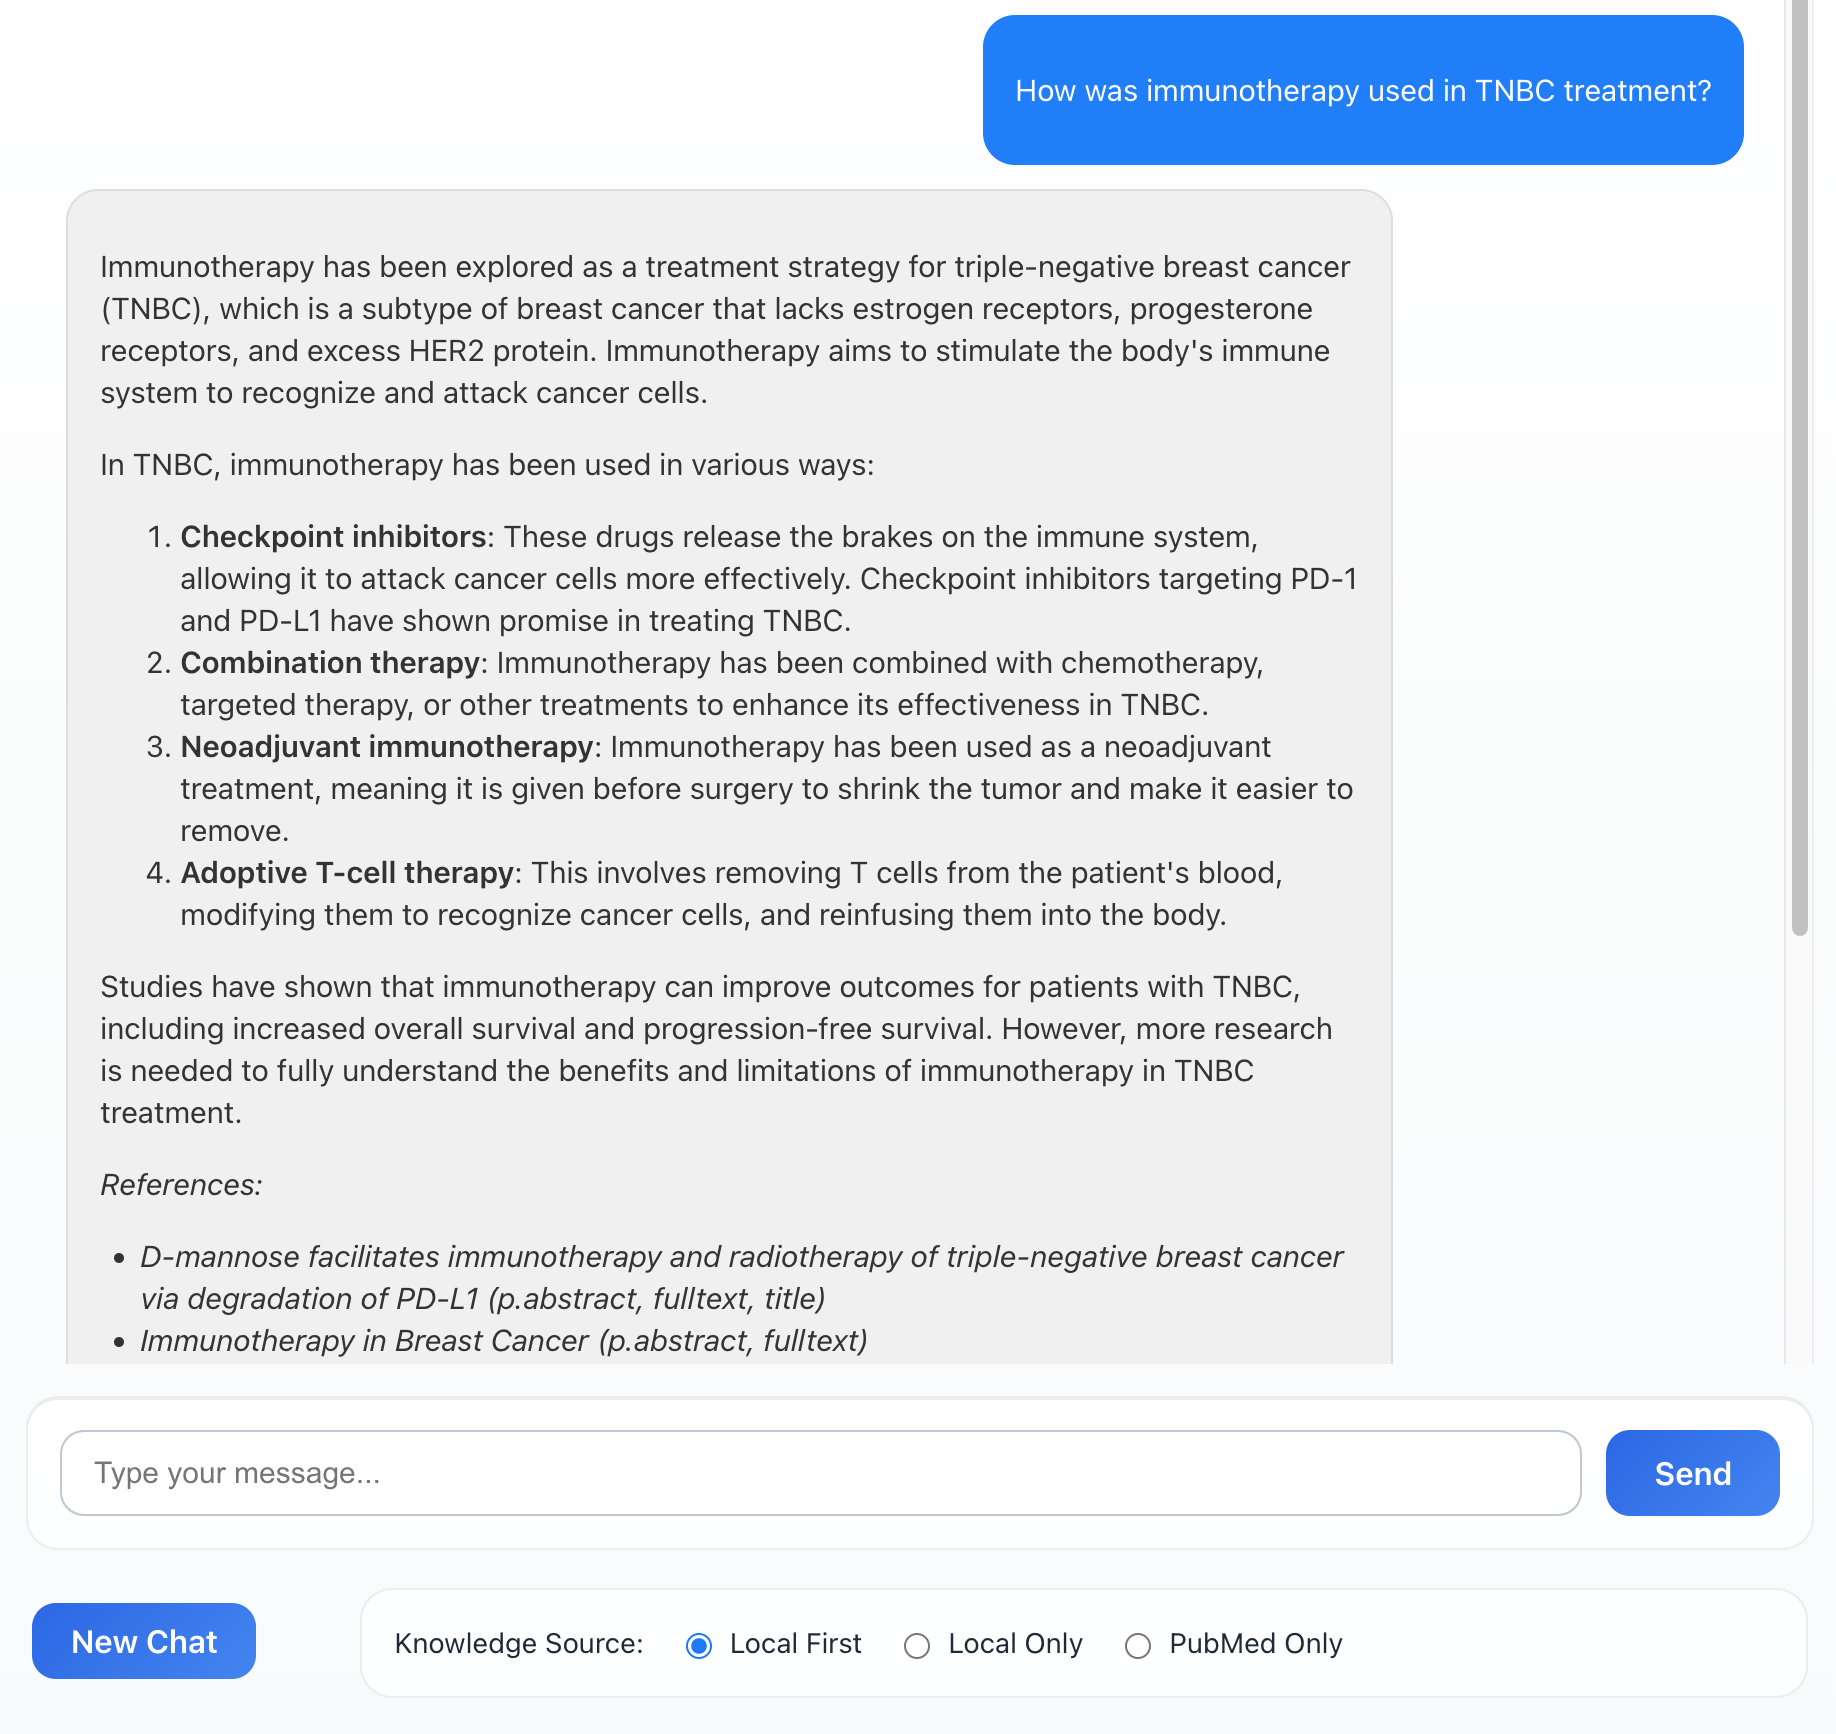 How was immunotherapy used in TNBC treatment?
Immunotherapy has been explored as a treatment strategy for triple-negative breast cancer
(TNBC), which is a subtype of breast cancer that lacks estrogen receptors, progesterone
receptors, and excess HER2 protein. Immunotherapy aims to stimulate the body's immune
system to recognize and attack cancer cells.
In TNBC, immunotherapy has been used in various ways:
1. Checkpoint inhibitors: These drugs release the brakes on the immune system,
allowing it to attack cancer cells more effectively. Checkpoint inhibitors targeting PD-1
and PD-L1 have shown promise in treating TNBC.
2. Combination therapy: Immunotherapy has been combined with chemotherapy,
targeted therapy, or other treatments to enhance its effectiveness in TNBC.
3. Neoadjuvant immunotherapy: Immunotherapy has been used as a neoadjuvant
treatment, meaning it is given before surgery to shrink the tumor and make it easier to
remove.
4. Adoptive T-cell therapy: This involves removing T cells from the patient's blood,
modifying them to recognize cancer cells, and reinfusing them into the body.
Studies have shown that immunotherapy can improve outcomes for patients with TNBC,
including increased overall survival and progression-free survival. However, more research
is needed to fully understand the benefits and limitations of immunotherapy in TNBC
treatment.
References:
• D-mannose facilitates immunotherapy and radiotherapy of triple-negative breast cancer
via degradation of PD-L1 (p.abstract, fulltext, title)
• Immunotherapy in Breast Cancer (p.abstract, fulltext)
Type your message...
Send
New Chat
Knowledge Source: Local First Local Only PubMed Only